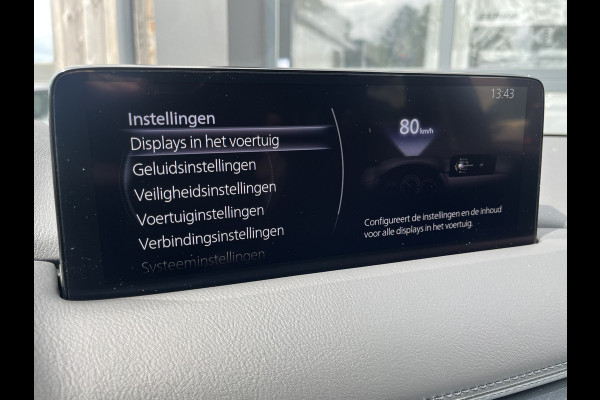 13:43
Instellingen
Displays in het voertuig
Geluidsinstellingen
Veiligheidsinstellingen
Voertuiginstellingen
Verbindingsinstellingen
Systeeminstellingen
80 km/h
Configureert de instellingen en de inhoud
voor alle displays in het voertuig.